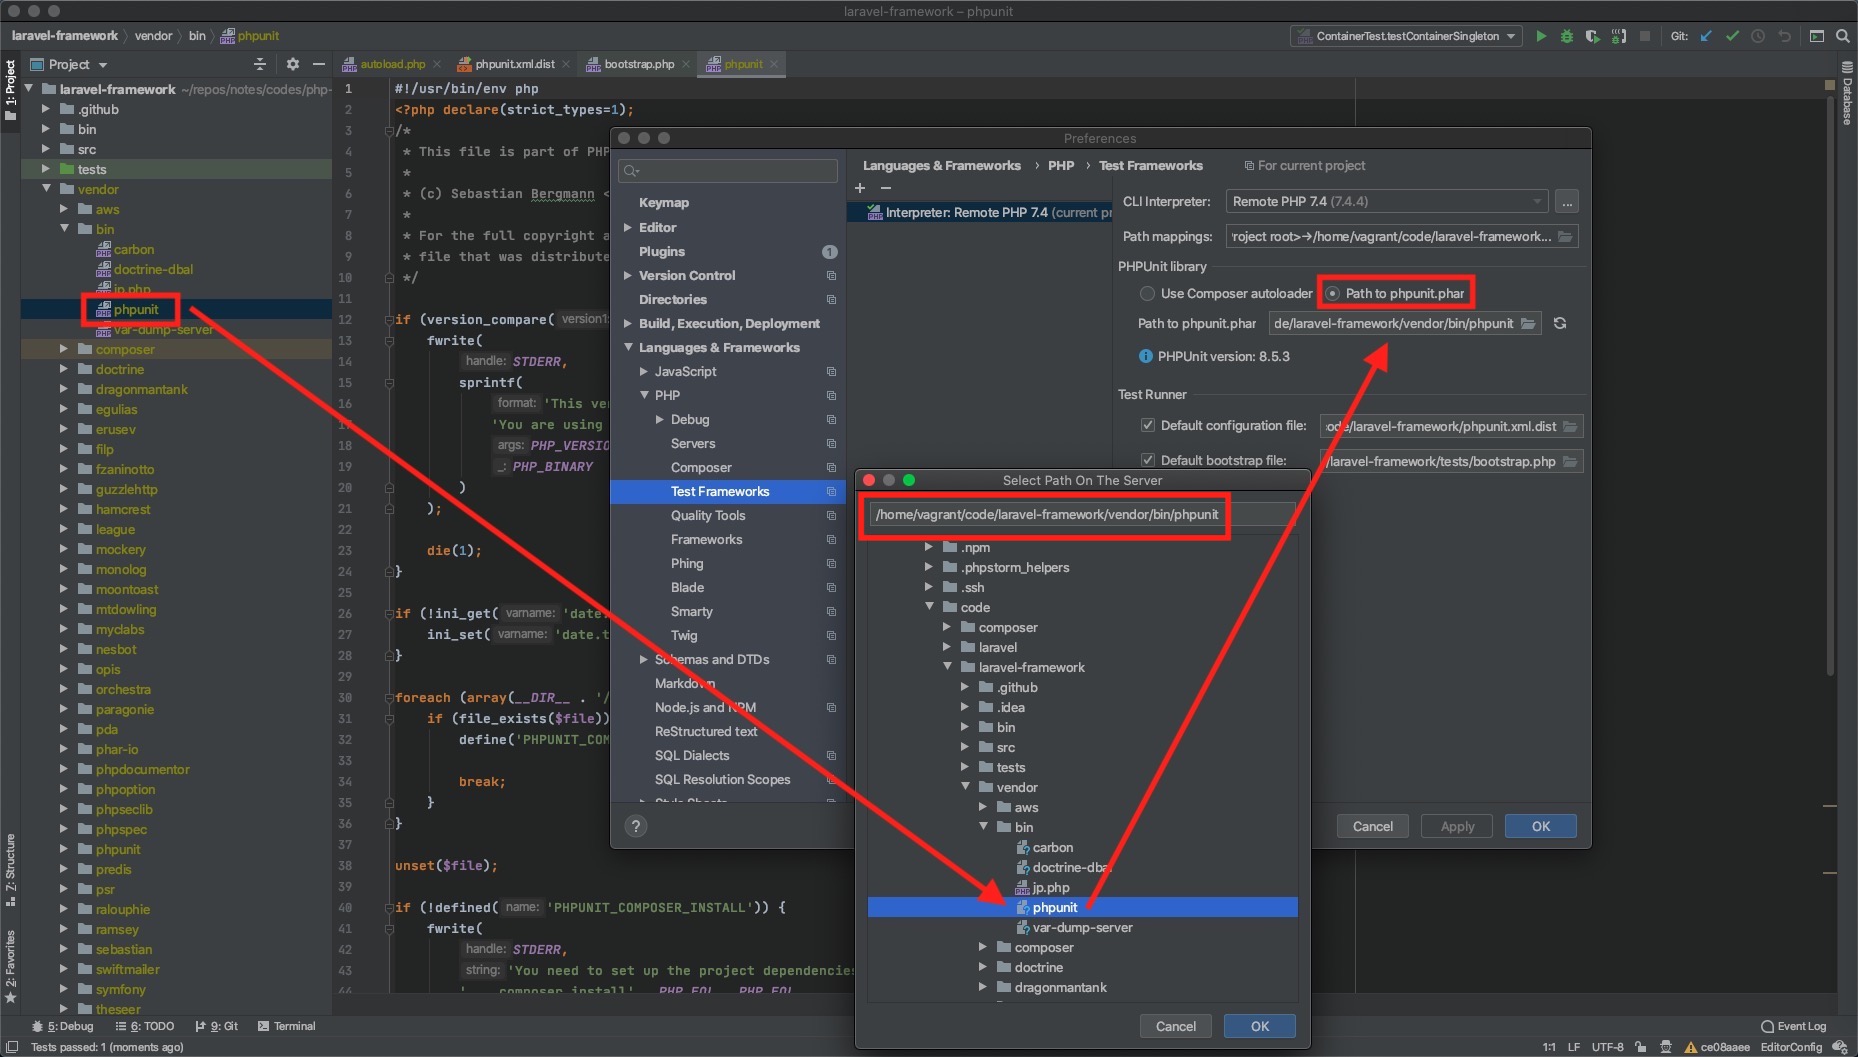 laravel-framework – phpunit
laravel-framework vendor bin phpunit
ContainerTest.testContainerSingleton
Git:
1: Project
Project
autoload.php
phpunit.xml.dist
bootstrap.php
phpunit
Database
laravel-framework ~/repos/notes/codes/php-
.github
bin
src
tests
vendor
aws
bin
carbon
doctrine-dbal
jp.php
phpunit
var-dump-server
composer
doctrine
dragonmantank
egulias
erusev
filp
fzaninotto
guzzlehttp
hamcrest
league
mockery
monolog
moontoast
mtdowling
myclabs
nesbot
opis
orchestra
paragonie
pda
phar-io
phpdocumentor
phpoption
phpseclib
phpspec
phpunit
predis
psr
ralouphie
ramsey
sebastian
swiftmailer
symfony
theseer
Z: Structure
2: Favorites
1 #!/usr/bin/env php
2 <?php declare(strict_types=1);
3 /*
4 * This file is part of PHP
5 *
6 * (c) Sebastian Bergmann <
7 *
8 * For the full copyright a
9 * file that was distribute
10 */
11
12 if (version_compare( version1:
13 fwrite(
14 handle: STDERR,
15 sprintf(
16 format: 'This ver
17 'You are using
18 args: PHP_VERSION
19 _: PHP_BINARY
20 )
21 );
22
23 die(1);
24 }
25
26 if (!ini_get( varname: 'date.
27 ini_set( varname: 'date.t
28 }
29
30 foreach (array(__DIR__ . '/
31 if (file_exists($file))
32 define('PHPUNIT_COM
33
34 break;
35 }
36 }
37
38 unset($file);
39
40 if (!defined( name: 'PHPUNIT_COMPOSER_INSTALL')) {
41 fwrite(
42 handle: STDERR,
43 string: 'You need to set up the project dependencies
44 ' composer install' PHP_EOL PHP_EOL
Preferences
Keymap
Editor
Plugins 1
Version Control
Directories
Build, Execution, Deployment
Languages & Frameworks
JavaScript
PHP
Debug
Servers
Composer
Test Frameworks
Quality Tools
Frameworks
Phing
Blade
Smarty
Twig
Schemas and DTDs
Markdown
Node.js and NPM
ReStructured text
SQL Dialects
SQL Resolution Scopes
Style Sheets
?
Languages & Frameworks › PHP › Test Frameworks For current project
+ −
Interpreter: Remote PHP 7.4 (current pr
CLI Interpreter: Remote PHP 7.4 (7.4.4) ...
Path mappings: 'roject root>→/home/vagrant/code/laravel-framework...
PHPUnit library
Use Composer autoloader Path to phpunit.phar
Path to phpunit.phar de/laravel-framework/vendor/bin/phpunit
PHPUnit version: 8.5.3
Test Runner
Default configuration file: ode/laravel-framework/phpunit.xml.dist
Default bootstrap file: /laravel-framework/tests/bootstrap.php
Cancel Apply OK
Select Path On The Server
/home/vagrant/code/laravel-framework/vendor/bin/phpunit
.npm
.phpstorm_helpers
.ssh
code
composer
laravel
laravel-framework
.github
.idea
bin
src
tests
vendor
aws
bin
carbon
doctrine-dbal
jp.php
phpunit
var-dump-server
composer
doctrine
dragonmantank
Cancel OK
5: Debug 6: TODO 9: Git Terminal Event Log
Tests passed: 1 (moments ago) 1:1 LF UTF-8 ce08aaee EditorConfig